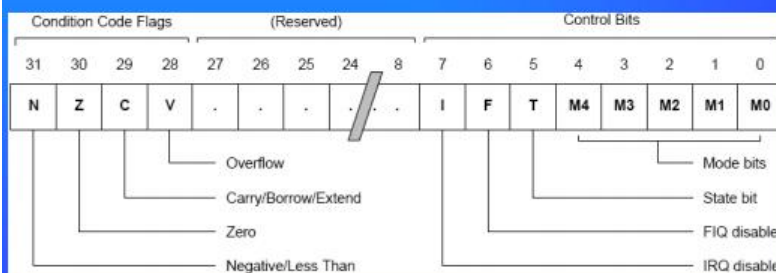 Condition Code Flags (Reserved) Control Bits
31 30 29 28 27 26 25 24 8 7 6 5 4 3 2 1 0
N Z C V . . . . . I F T M4 M3 M2 M1 M0
Overflow Mode bits
Carry/Borrow/Extend State bit
Zero FIQ disable
Negative/Less Than IRQ disable